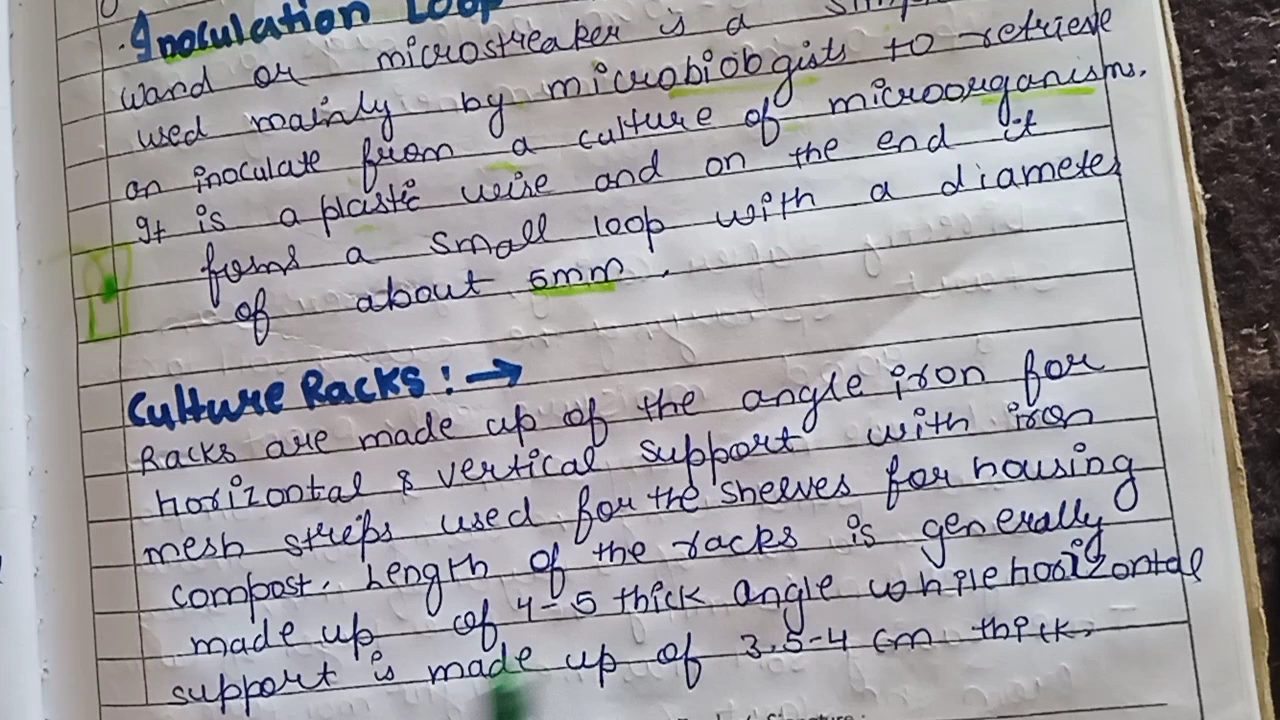 Inoculation Loop
wand or microstreaker is a
used mainly by microbiogists to retrieve
an inoculate from a culture of microorganisms.
It is a plastic wire and on the end it
forms a small loop with a diameter
of about 5mm.
Culture Racks :→
Racks are made up of the angle iron for
horizontal & vertical support with iron
mesh strips used for the shelves for housing
compost. Length of the racks is generally
made up of 4-5 thick angle while horizontal
support is made up of 3.5-4 cm thick.